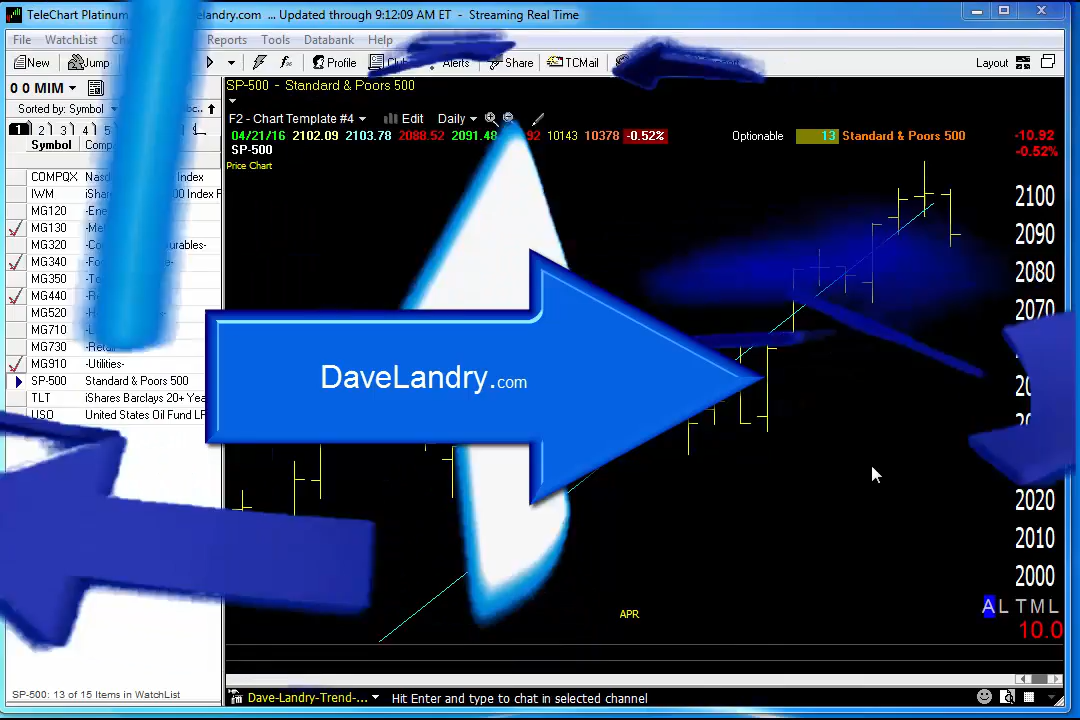 TeleChart Platinum landry.com ... Updated through 9:12:09 AM ET - Streaming Real Time
File WatchList Reports Tools Databank Help
New Jump Profile Alerts Share TCMail Layout
0 0 MIM
SP-500 - Standard & Poors 500
Sorted by: Symbol
F2 - Chart Template #4 Edit Daily
1 2 3 4 5
04/21/16 2102.09 2103.78 2088.52 2091.48 10143 10378 -0.52% Optionable 13 Standard & Poors 500 -10.92
-0.52%
Symbol
SP-500
Price Chart
COMPQX Index
IWM
MG120
MG130
MG320
MG340
MG350
MG440
MG520
MG710
MG730
MG910 -Utilities-
SP-500 Standard & Poors 500
TLT iShares Barclays 20+ Yea
USO United States Oil Fund LP
2100
2090
2080
2070
2020
2010
2000
DaveLandry.com
APR
A L T M L
10.0
SP-500: 13 of 15 Items in WatchList
Dave-Landry-Trend-... Hit Enter and type to chat in selected channel